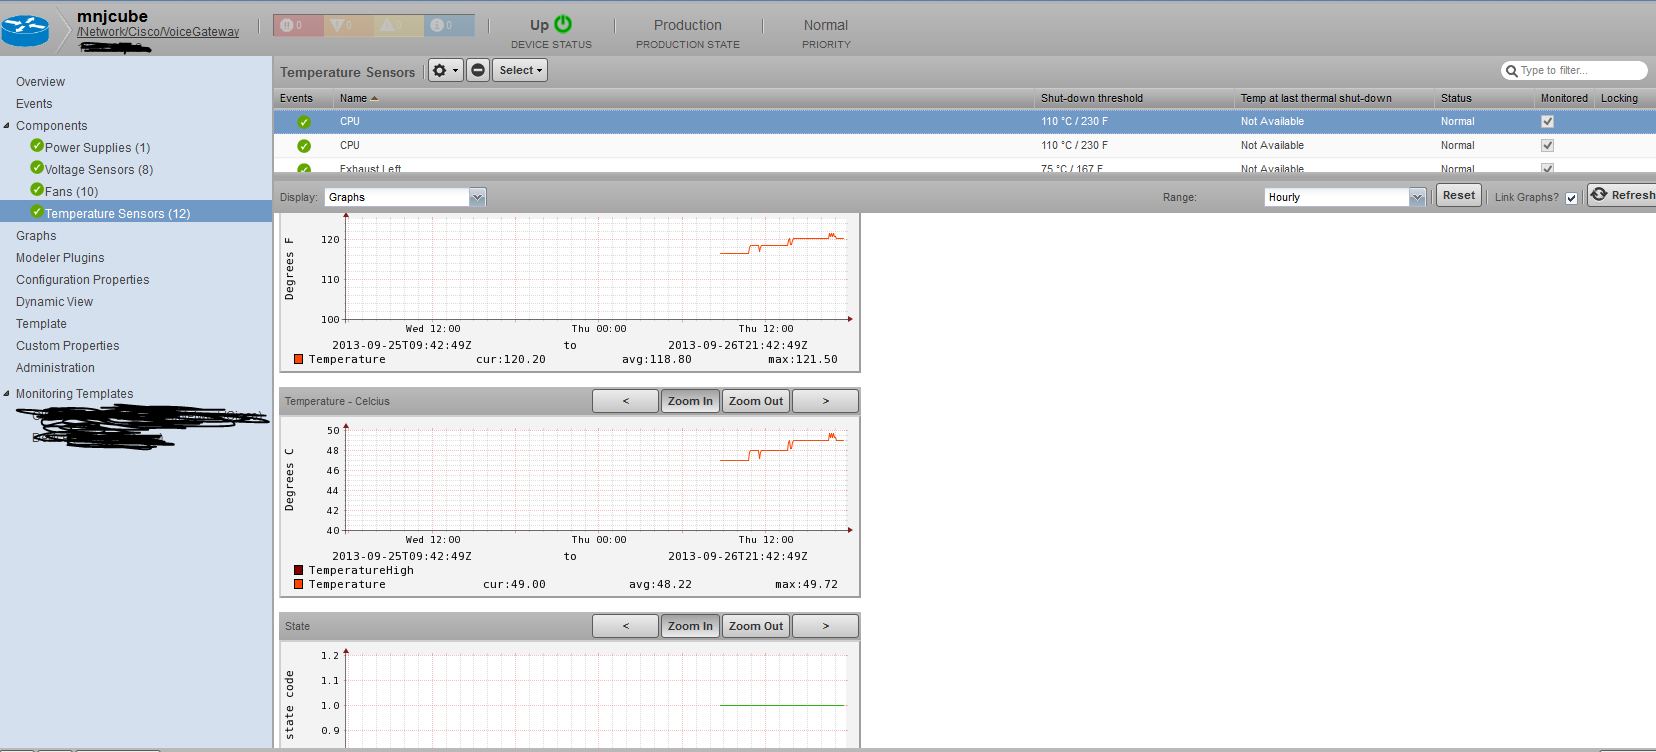 mnjcube
/Network/Cisco/VoiceGateway
0 0 0 0
Up
DEVICE STATUS
Production
PRODUCTION STATE
Normal
PRIORITY
Overview
Events
Components
Power Supplies (1)
Voltage Sensors (8)
Fans (10)
Temperature Sensors (12)
Graphs
Modeler Plugins
Configuration Properties
Dynamic View
Template
Custom Properties
Administration
Monitoring Templates
Temperature Sensors
Select
Type to filter...
Events Name Shut-down threshold Temp at last thermal shut-down Status Monitored Locking
CPU 110 °C / 230 F Not Available Normal
CPU 110 °C / 230 F Not Available Normal
Exhaust Left 75 °C / 167 F Not Available Normal
Display: Graphs Range: Hourly Reset Link Graphs? Refresh
Degrees F
120
110
100
Wed 12:00 Thu 00:00 Thu 12:00
2013-09-25T09:42:49Z to 2013-09-26T21:42:49Z
Temperature cur:120.20 avg:118.80 max:121.50
Temperature - Celcius < Zoom In Zoom Out >
Degrees C
50
48
46
44
42
40
Wed 12:00 Thu 00:00 Thu 12:00
2013-09-25T09:42:49Z to 2013-09-26T21:42:49Z
TemperatureHigh
Temperature cur:49.00 avg:48.22 max:49.72
State < Zoom In Zoom Out >
state code
1.2
1.1
1.0
0.9